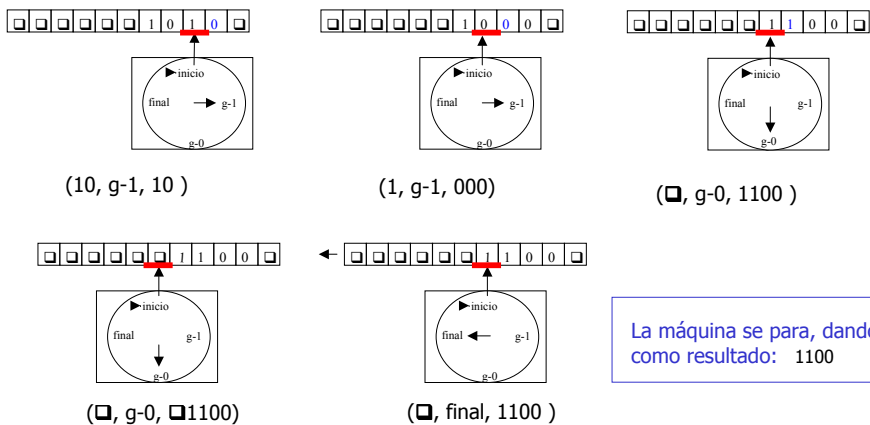 ❑ ❑ ❑ ❑ ❑ ❑ 1 0 1 0 ❑
inicio
final
g-1
g-0
(10, g-1, 10 )
❑ ❑ ❑ ❑ ❑ ❑ 1 0 0 0 ❑
inicio
final
g-1
g-0
(1, g-1, 000)
❑ ❑ ❑ ❑ ❑ ❑ 1 1 0 0 ❑
inicio
final
g-1
g-0
(❑, g-0, 1100 )
❑ ❑ ❑ ❑ ❑ ❑ 1 1 0 0 ❑
inicio
final
g-1
g-0
(❑, g-0, ❑1100)
❑ ❑ ❑ ❑ ❑ ❑ 1 1 0 0 ❑
inicio
final
g-1
g-0
(❑, final, 1100 )
La máquina se para, dando
como resultado: 1100